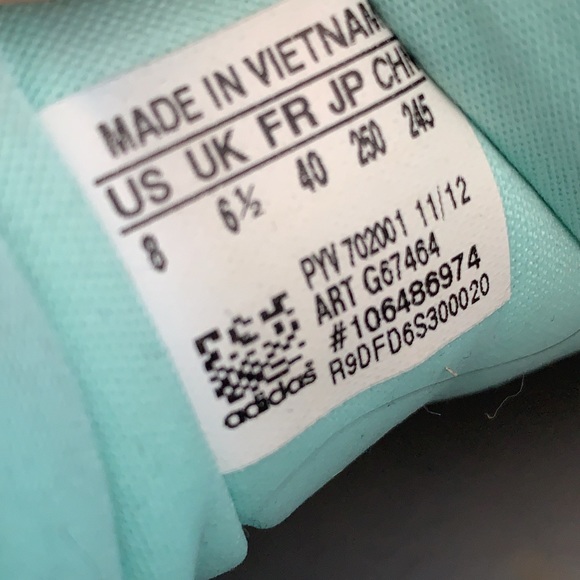 MADE IN VIETNAM
US UK FR JP CHN
8 6½ 40 250 245
PYV 702001 11/12
ART G67464
#106486974
R9DFD6S300020
adidas